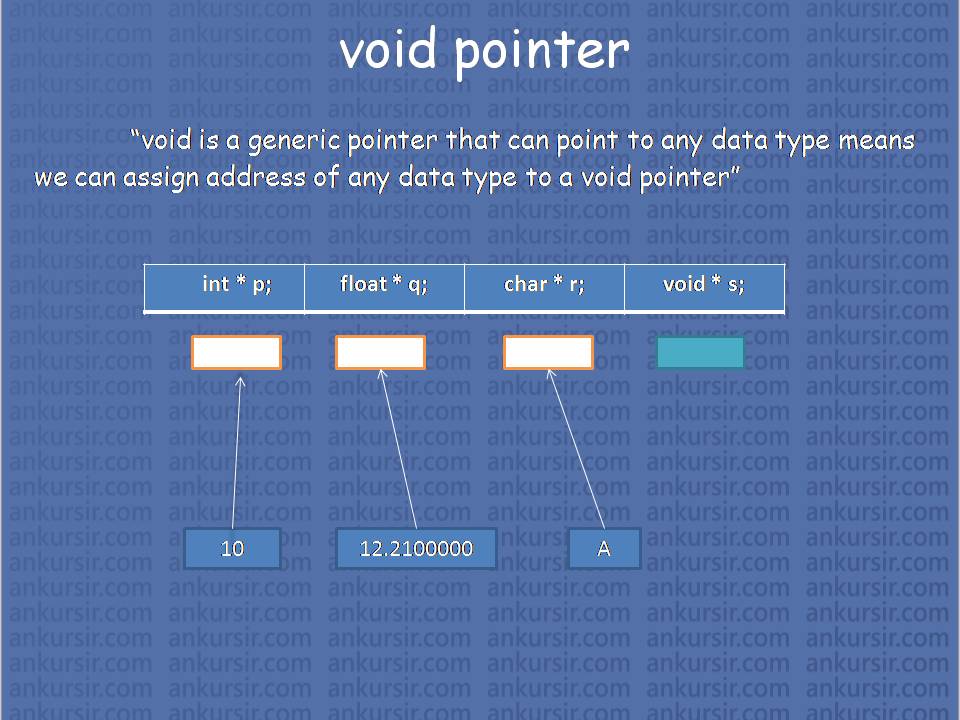 void pointer
“void is a generic pointer that can point to any data type means
we can assign address of any data type to a void pointer”
int * p; float * q; char * r; void * s;
10 12.2100000 A
ankursir.com